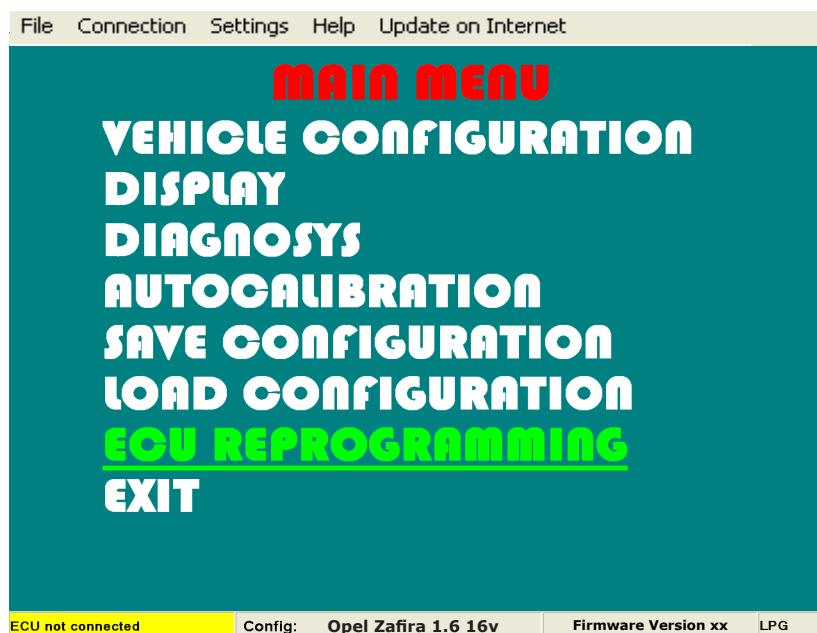 File Connection Settings Help Update on Internet
MAIN MENU
VEHICLE CONFIGURATION
DISPLAY
DIAGNOSYS
AUTOCALIBRATION
SAVE CONFIGURATION
LOAD CONFIGURATION
ECU REPROGRAMMING
EXIT
ECU not connected Config: Opel Zafira 1.6 16v Firmware Version xx LPG